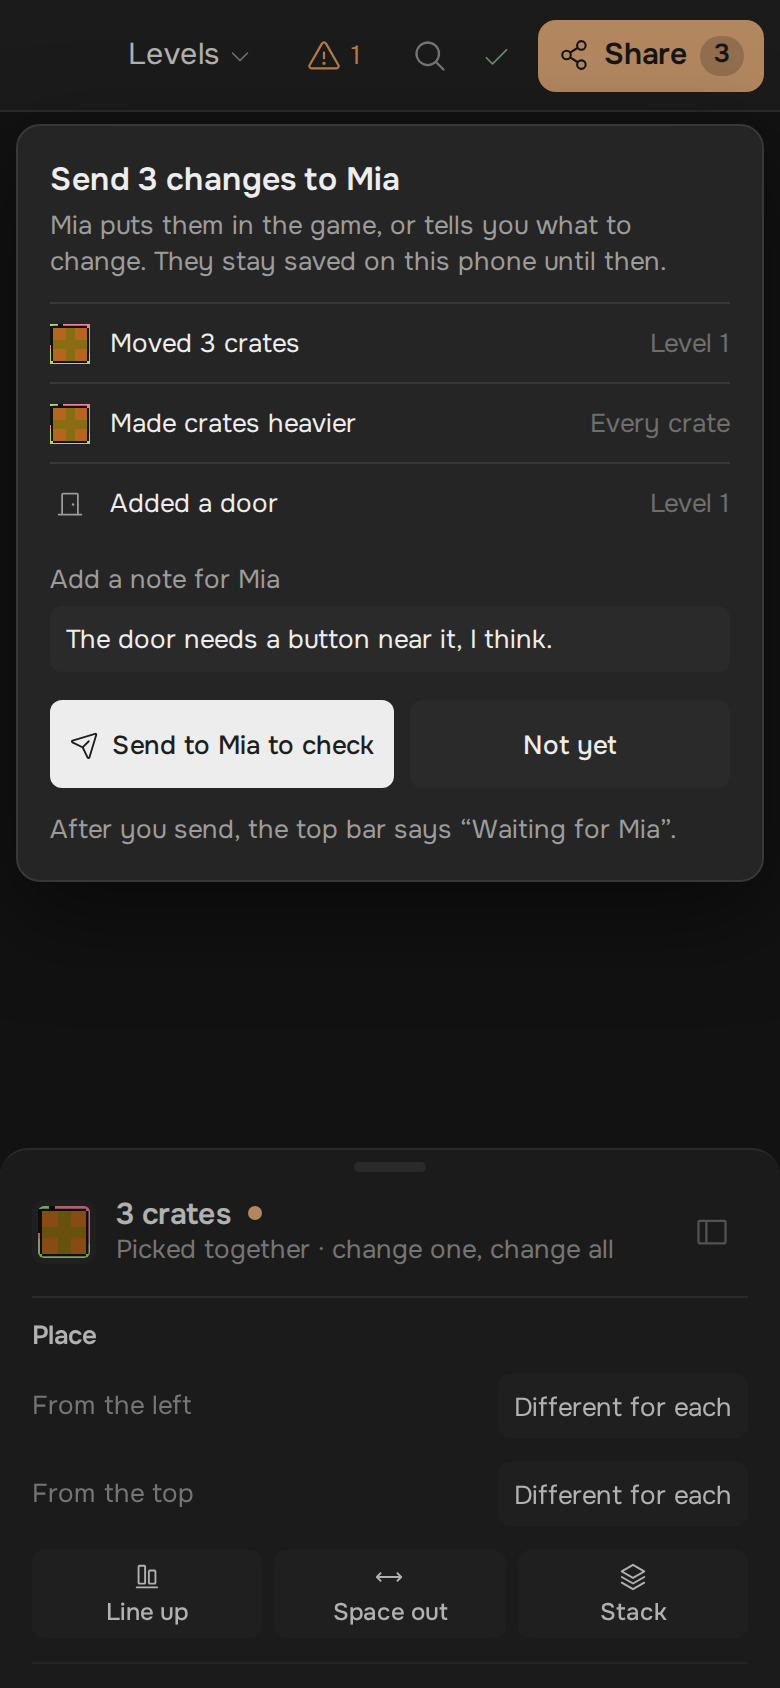 Levels
1
Share 3
Send 3 changes to Mia
Mia puts them in the game, or tells you what to
change. They stay saved on this phone until then.
Moved 3 crates Level 1
Made crates heavier Every crate
Added a door Level 1
Add a note for Mia
The door needs a button near it, I think.
Send to Mia to check
Not yet
After you send, the top bar says “Waiting for Mia”.
3 crates
Picked together · change one, change all
Place
From the left Different for each
From the top Different for each
Line up
Space out
Stack